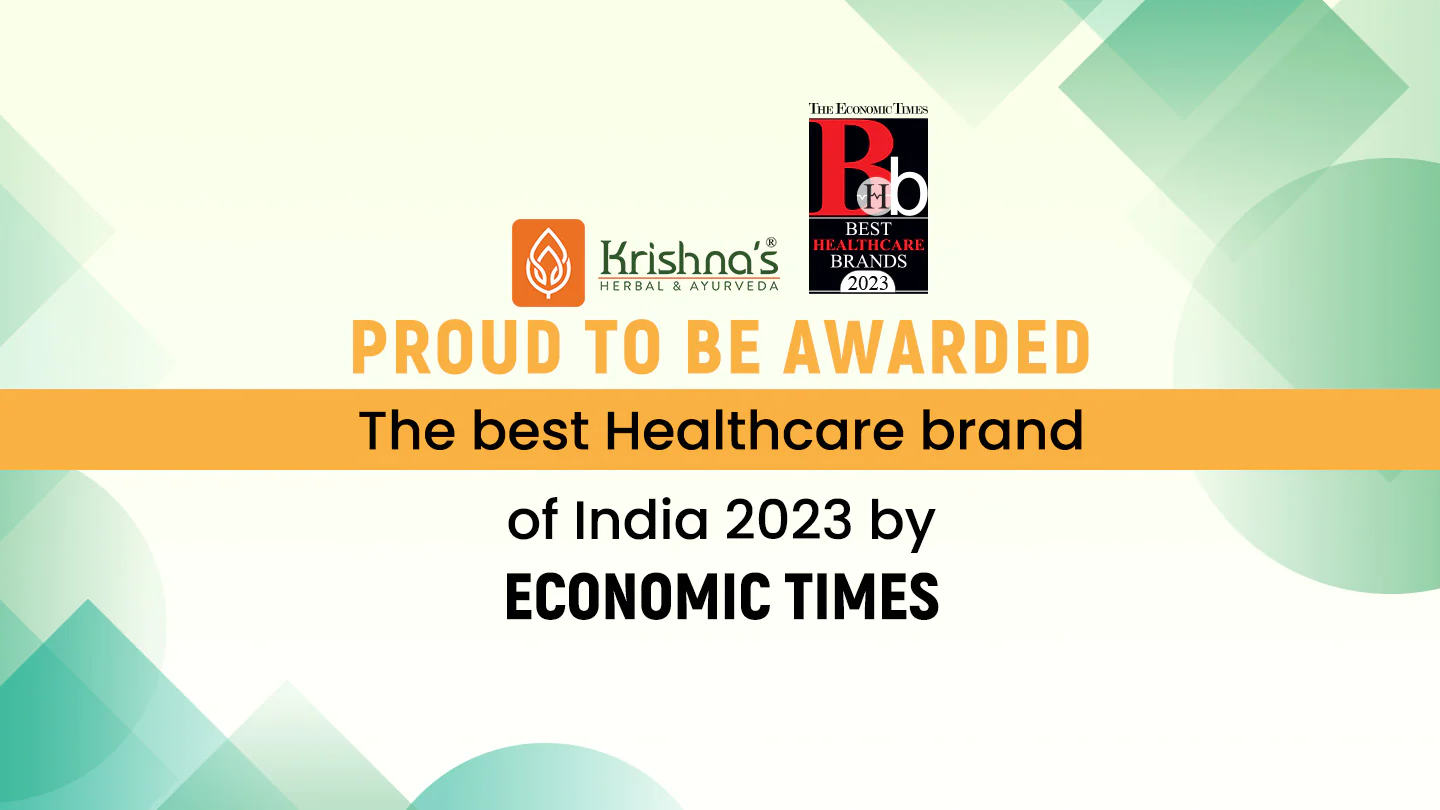 THE ECONOMIC TIMES
Bb
H
BEST
HEALTHCARE
BRANDS
2023
Krishna's®
HERBAL & AYURVEDA
PROUD TO BE AWARDED
The best Healthcare brand
of India 2023 by
ECONOMIC TIMES